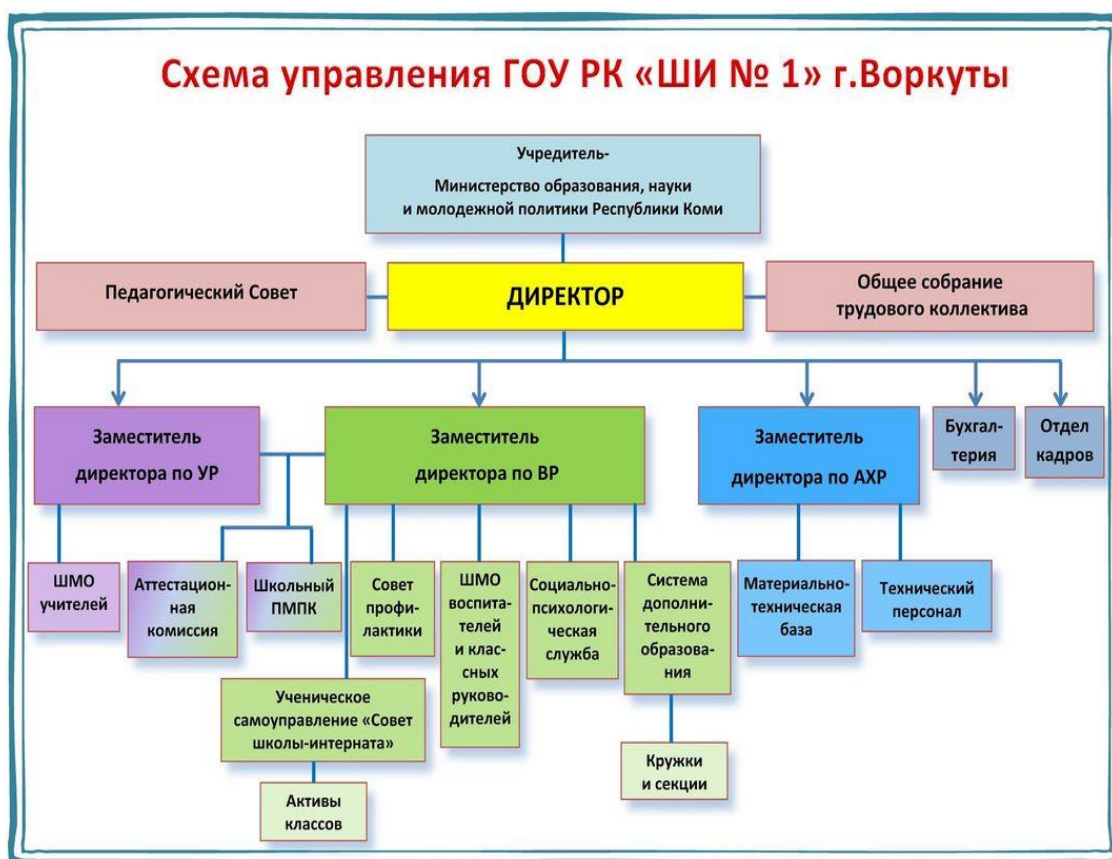 Схема управления ГОУ РК «ШИ № 1» г.Воркуты
Учредитель-
Министерство образования, науки
и молодежной политики Республики Коми
Педагогический Совет
ДИРЕКТОР
Общее собрание
трудового коллектива
Заместитель
директора по УР
Заместитель
директора по ВР
Заместитель
директора по АХР
Бухгал-
терия
Отдел
кадров
ШМО
учителей
Аттестацион-
ная
комиссия
Школьный
ПМПК
Совет
профи-
лактики
ШМО
воспита-
телей
и клас-
сных
руково-
дителей
Социально-
психологи-
ческая
служба
Система
дополни-
тельного
образова-
ния
Материально-
техническая
база
Технический
персонал
Ученическое
самоуправление «Совет
школы-интерната»
Кружки
и секции
Активы
классов